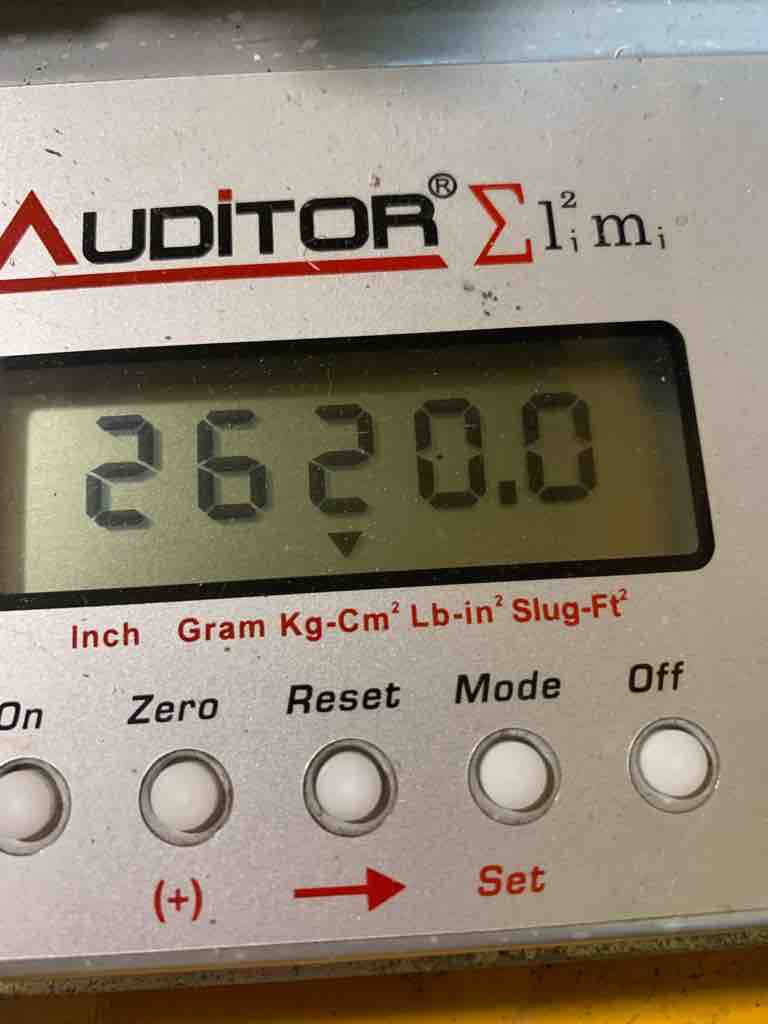 AUDITOR® Σl²ᵢmᵢ
2620.0
Inch Gram Kg-Cm² Lb-in² Slug-Ft²
On Zero Reset Mode Off
(+) → Set